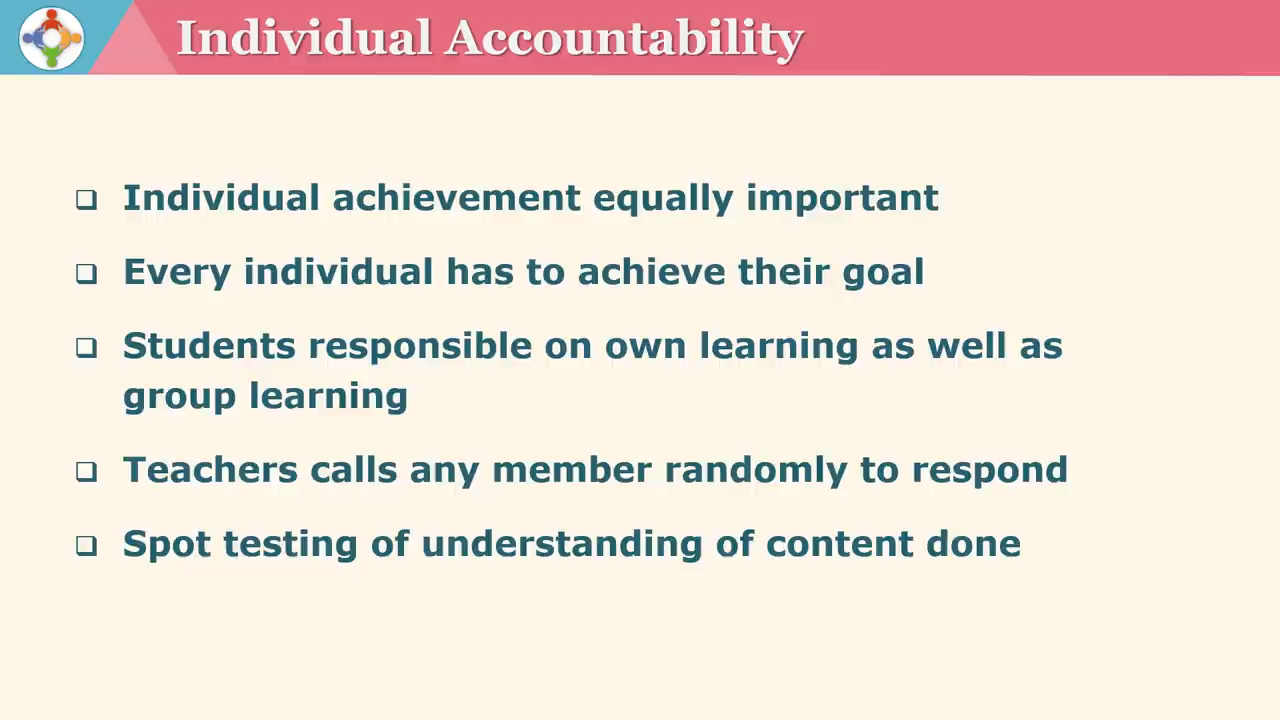 Individual Accountability
❑ Individual achievement equally important
❑ Every individual has to achieve their goal
❑ Students responsible on own learning as well as
group learning
❑ Teachers calls any member randomly to respond
❑ Spot testing of understanding of content done